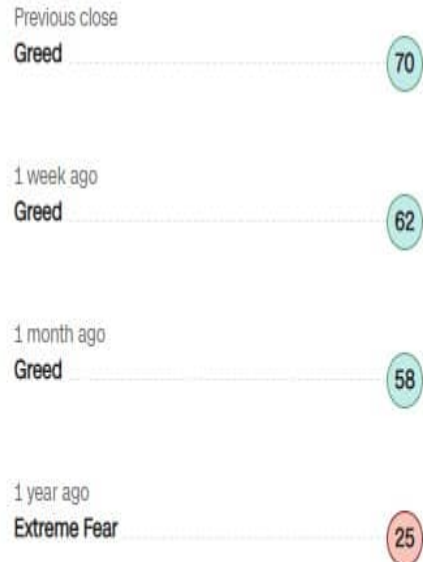 Previous close
Greed 70
1 week ago
Greed 62
1 month ago
Greed 58
1 year ago
Extreme Fear 25